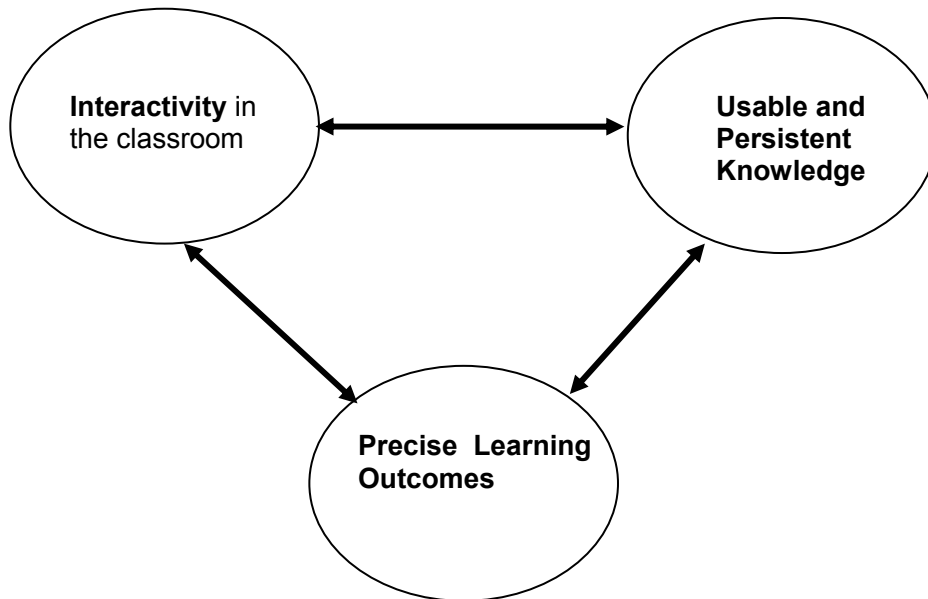 Interactivity in
the classroom
Usable and
Persistent
Knowledge
Precise Learning
Outcomes